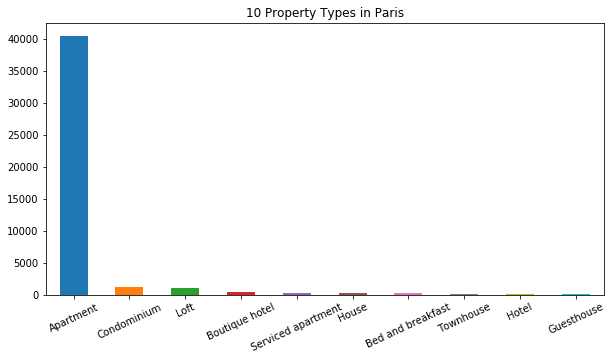 10 Property Types in Paris
40000
35000
30000
25000
20000
15000
10000
5000
0
Apartment
Condominium
Loft
Boutique hotel
Serviced apartment
House
Bed and breakfast
Townhouse
Hotel
Guesthouse